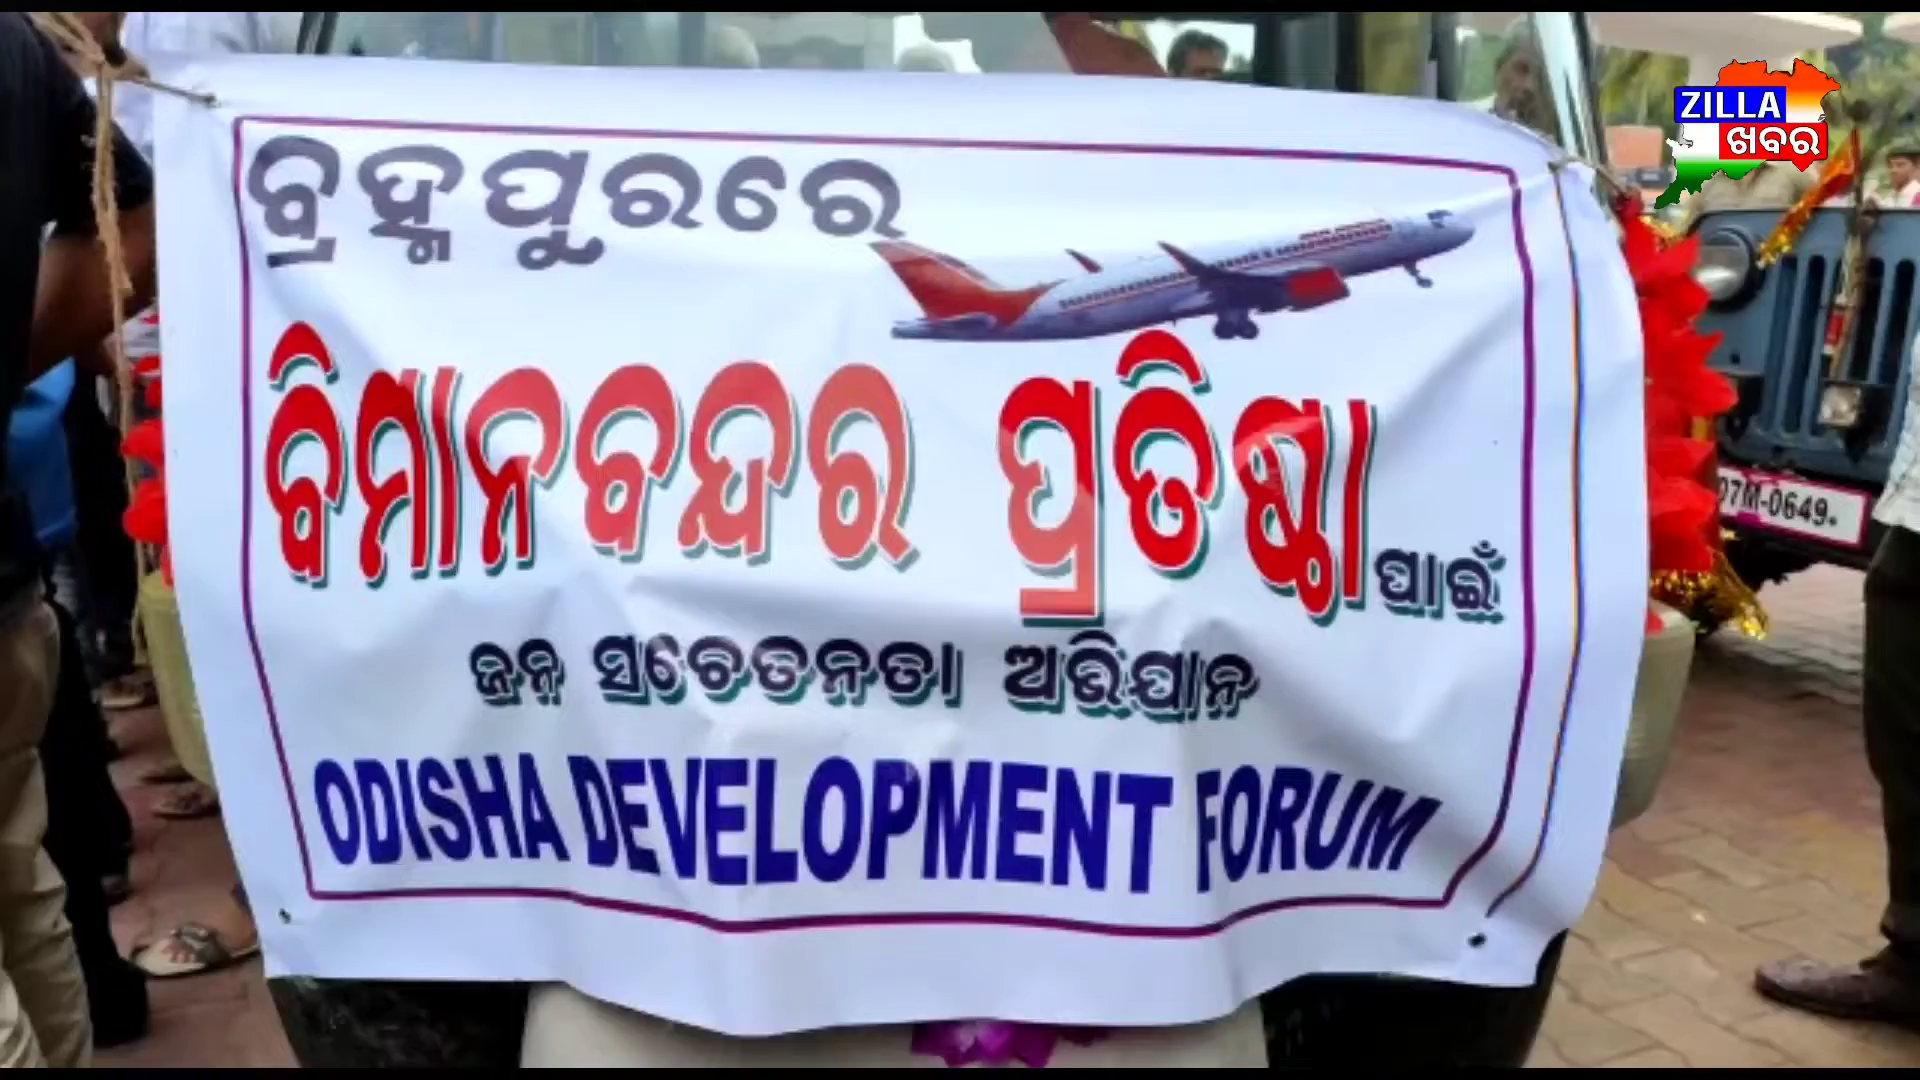 ବ୍ରହ୍ମପୁରରେ
ବିମାନବନ୍ଦର ପ୍ରତିଷ୍ଠା ପାଇଁ
ଜନ ସଚେତନତା ଅଭିଯାନ
ODISHA DEVELOPMENT FORUM
ZILLA
ଖବର
07M-0649